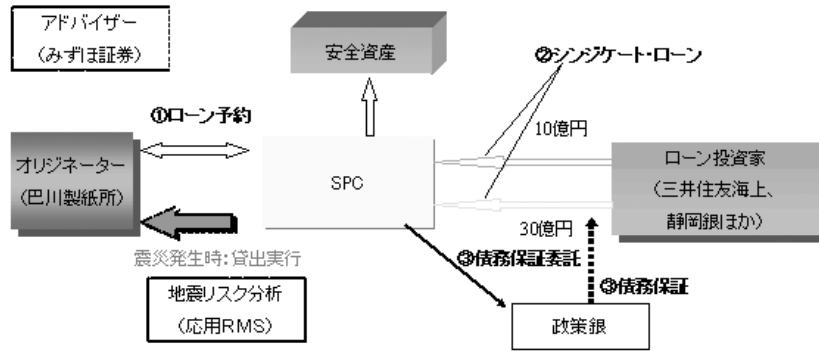 アドバイザー
(みずほ証券)
安全資産
②シンジケート・ローン
①ローン予約
10億円
オリジネーター
(巴川製紙所)
SPC
ローン投資家
(三井住友海上、
静岡銀ほか)
30億円
震災発生時:貸出実行
③債務保証委託
③債務保証
地震リスク分析
(応用RMS)
政策銀